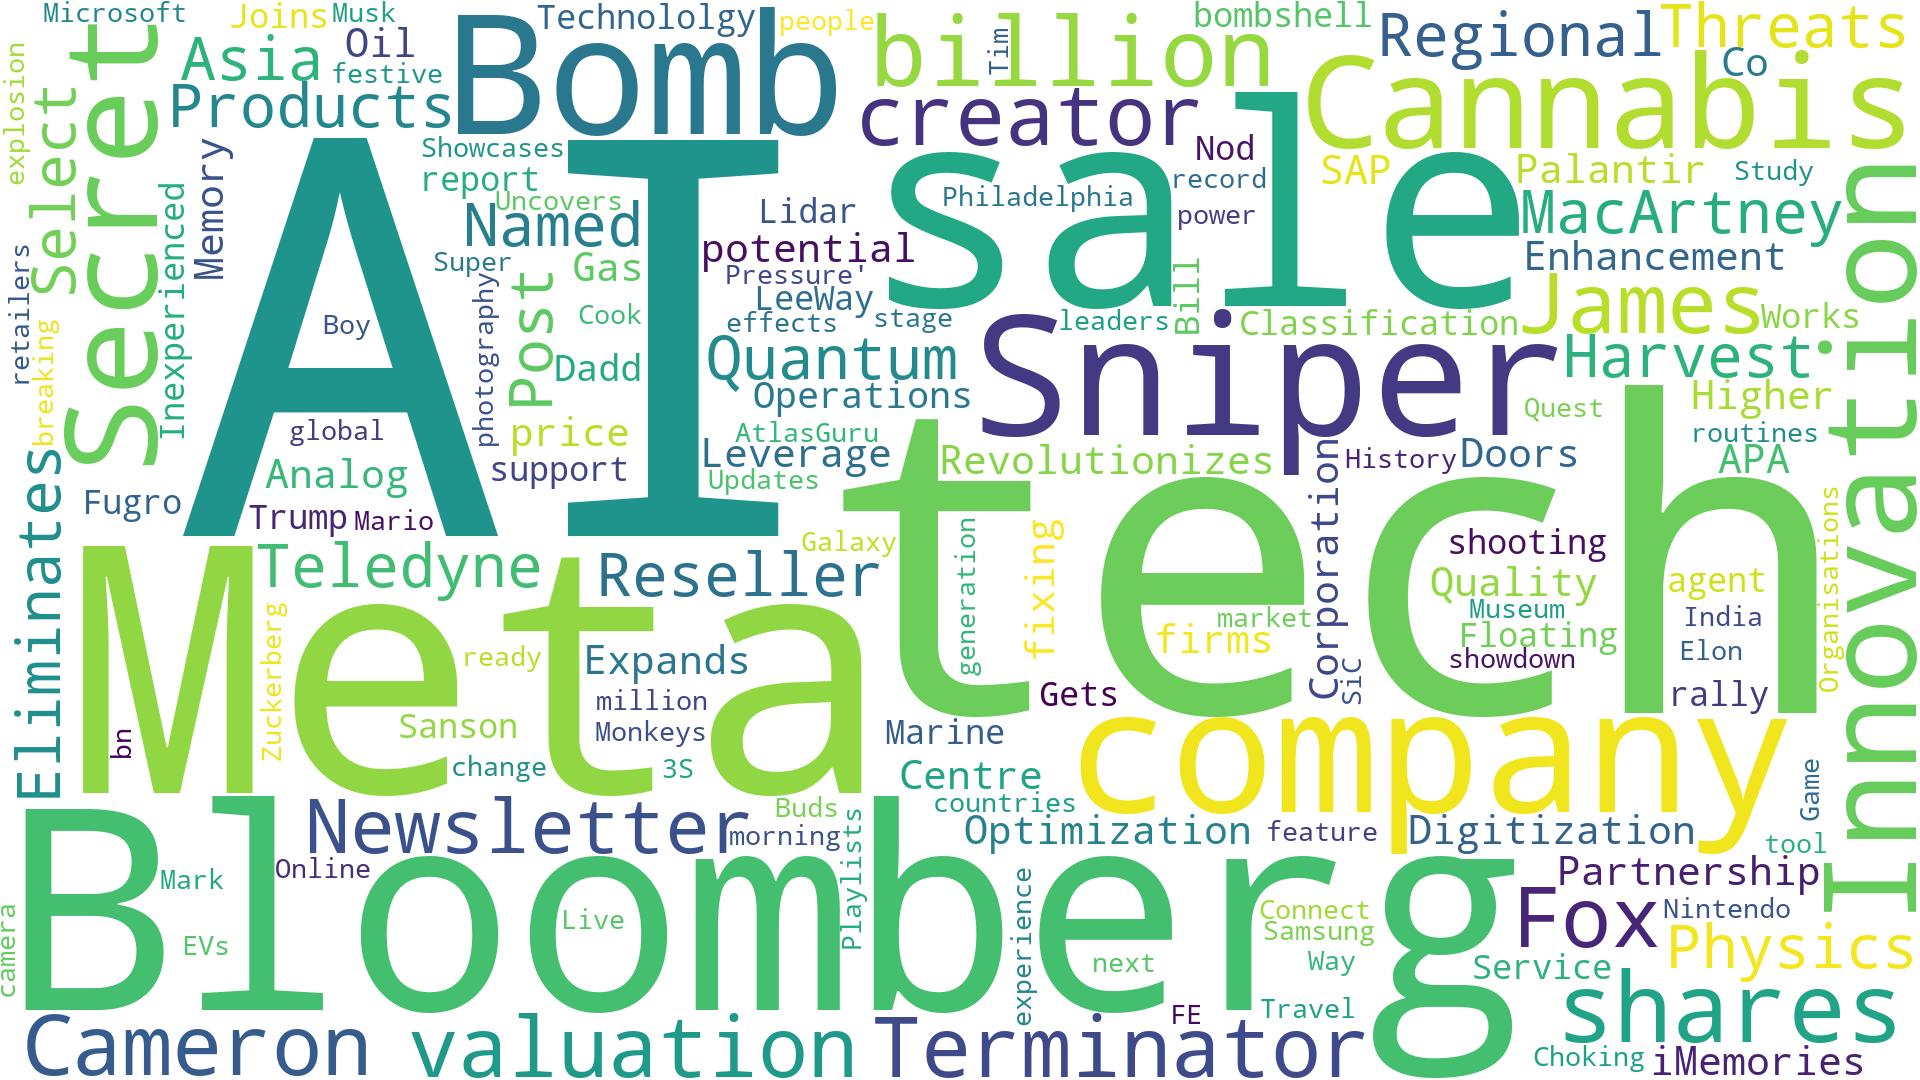 Microsoft
Joins
Musk
Technololgy
people
bombshell
Threats
Oil
Tim
Regional
billion
Bomb
Asia
festive
Co
Secret
explosion
Products
creator
Cannabis
Select
Memory
Showcases
report
Nod
record
SAP
Palantir
Study
Uncovers
Philadelphia
power
Lidar
Named
sale
MacArtney
Inexperienced
AI
potential
Innovation
Super
Gas
Pressure'
Enhancement
retailers
photography
Post
LeeWay
Bill
James
Boy
Cook
effects
stage
leaders
Classification
Works
breaking
Dadd
Quantum
Sniper
Harvest
Operations
Quest
Higher
global
price
AtlasGuru
routines
support
Leverage
Revolutionizes
History
Doors
APA
Analog
Updates
Fugro
Eliminates
Trump
Mario
tech
Corporation
Organisations
Galaxy
generation
fixing
shooting
Teledyne
Reseller
Quality
agent
Meta
Zuckerberg
market
Museum
India
ready
Expands
firms
Floating
showdown
Elon
million
Gets
SiC
rally
Sanson
Monkeys
Marine
bn
change
3S
Centre
company
Game
Buds
countries
Newsletter
morning
Optimization
feature
Digitization
tool
Online
Mark
Playlists
Partnership
Bloomberg
camera
Live
experience
Connect
Fox
Nintendo
EVs
Samsung
Physics
next
Way
Service
FE
Travel
shares
Cameron
valuation
Terminator
Choking
iMemories